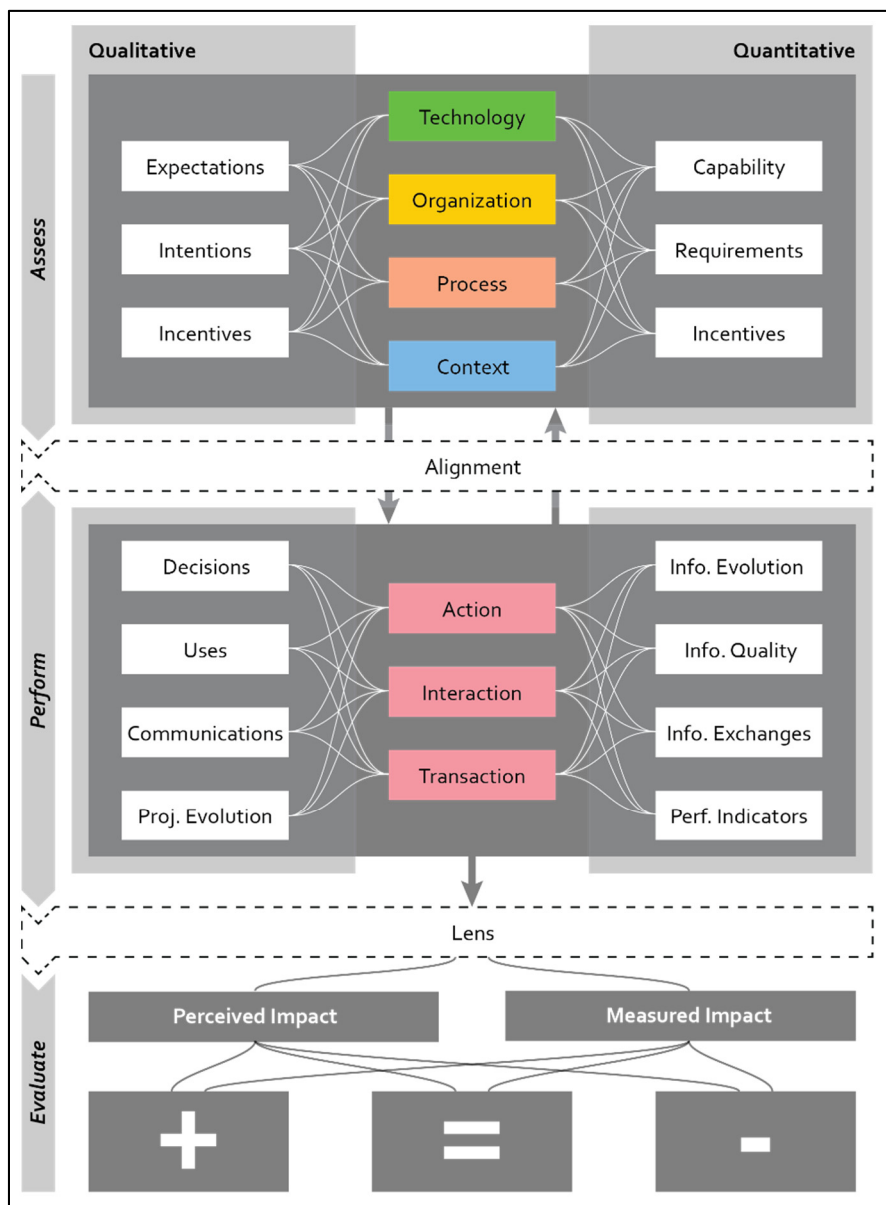 Qualitative
Quantitative
Assess
Technology
Expectations
Capability
Organization
Intentions
Requirements
Process
Incentives
Incentives
Context
Alignment
Perform
Decisions
Info. Evolution
Action
Uses
Info. Quality
Interaction
Communications
Info. Exchanges
Transaction
Proj. Evolution
Perf. Indicators
Lens
Evaluate
Perceived Impact
Measured Impact
+
=
-